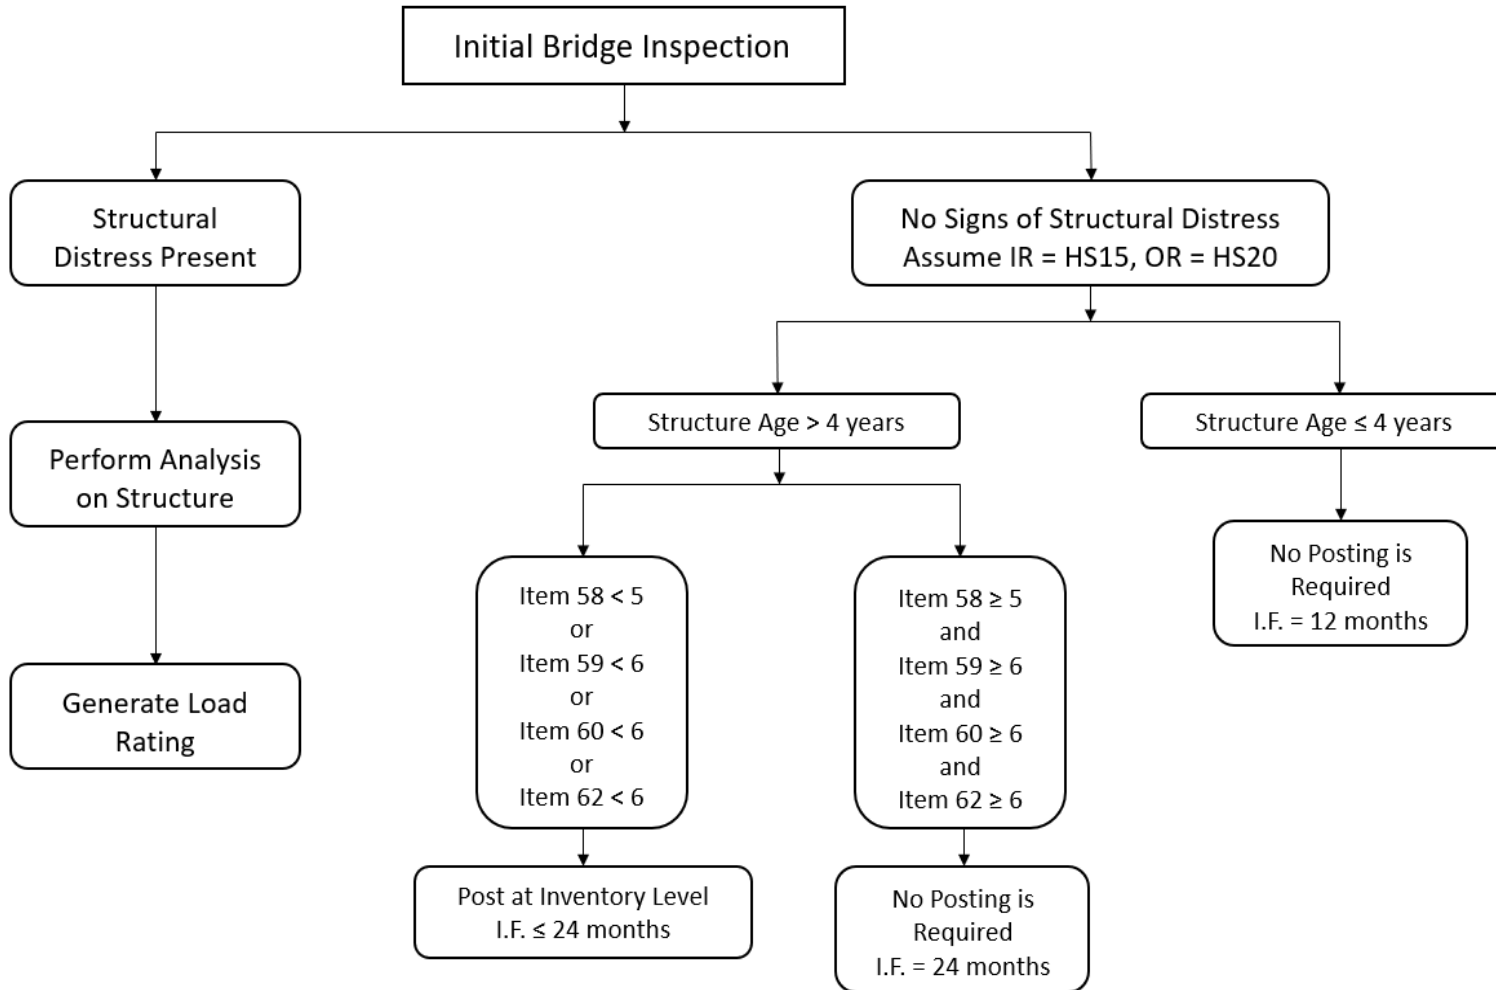 Initial Bridge Inspection
Structural
Distress Present
No Signs of Structural Distress
Assume IR = HS15, OR = HS20
Structure Age > 4 years
Structure Age ≤ 4 years
Perform Analysis
on Structure
No Posting is
Required
I.F. = 12 months
Item 58 < 5
or
Item 59 < 6
or
Item 60 < 6
or
Item 62 < 6
Item 58 ≥ 5
and
Item 59 ≥ 6
and
Item 60 ≥ 6
and
Item 62 ≥ 6
Generate Load
Rating
Post at Inventory Level
I.F. ≤ 24 months
No Posting is
Required
I.F. = 24 months